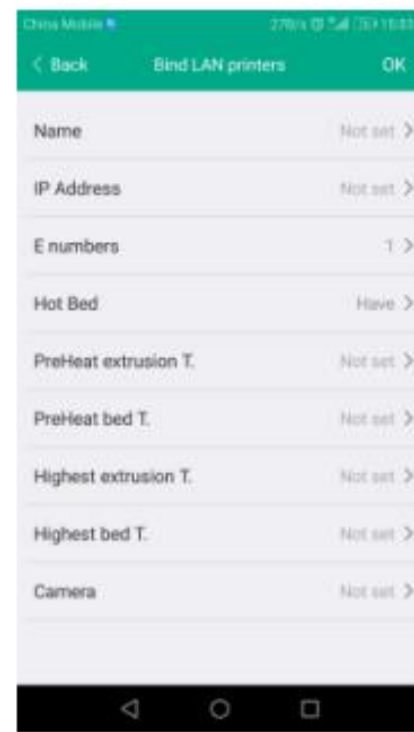 China Mobile
< Back Bind LAN printers OK
Name Not set >
IP Address Not set >
E numbers 1 >
Hot Bed Have >
PreHeat extrusion T. Not set >
PreHeat bed T. Not set >
Highest extrusion T. Not set >
Highest bed T. Not set >
Camera Not set >